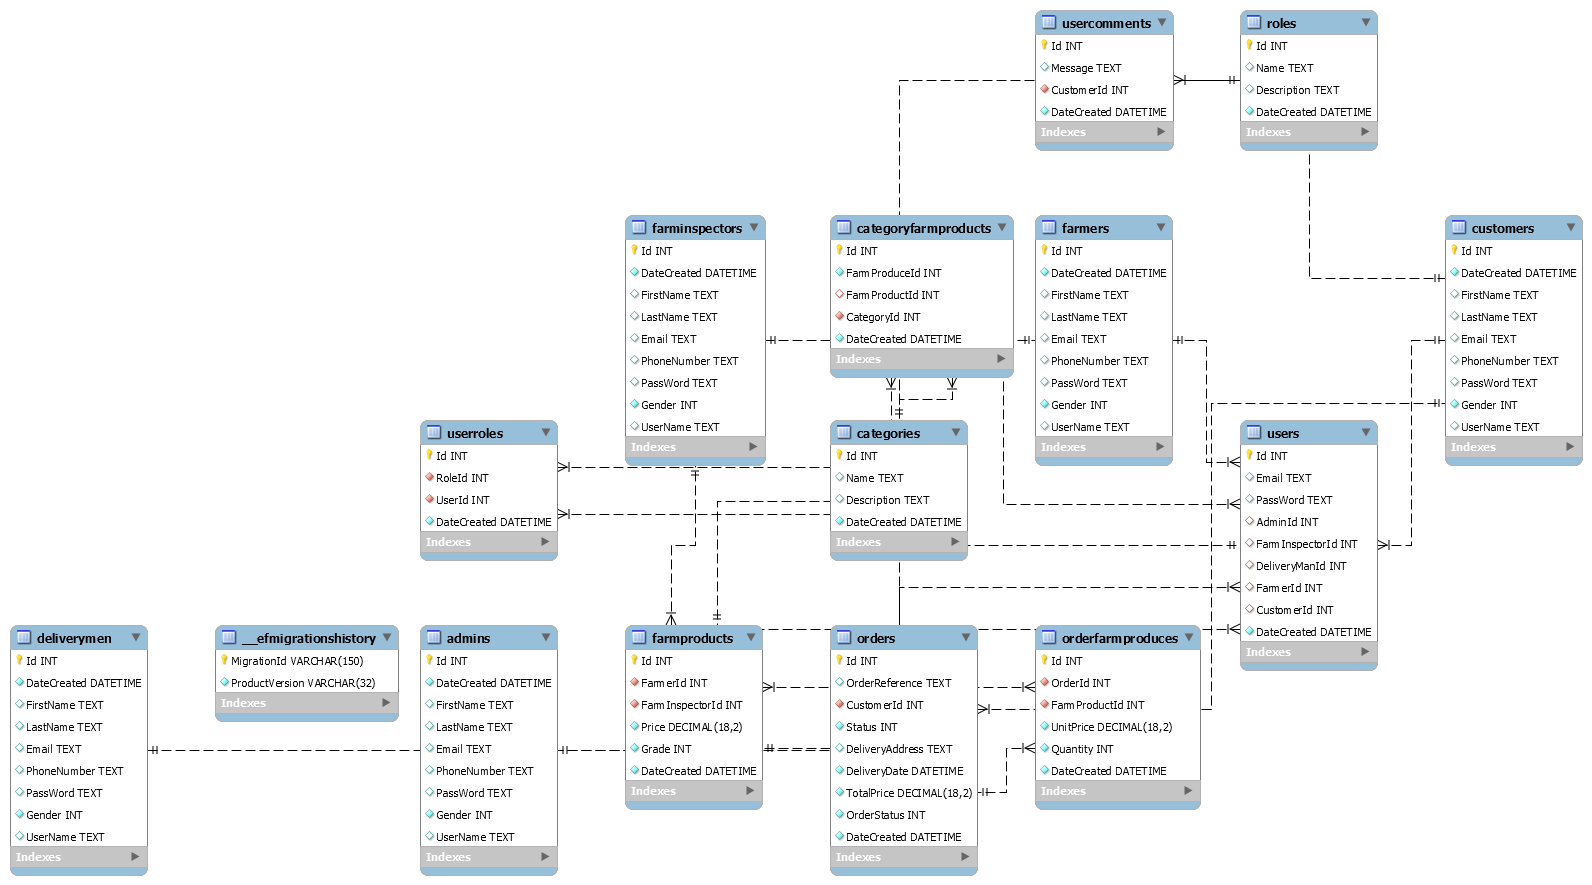 usercomments
Id INT
Message TEXT
CustomerId INT
DateCreated DATETIME
Indexes
roles
Id INT
Name TEXT
Description TEXT
DateCreated DATETIME
Indexes
farminspectors
Id INT
DateCreated DATETIME
FirstName TEXT
LastName TEXT
Email TEXT
PhoneNumber TEXT
PassWord TEXT
Gender INT
UserName TEXT
Indexes
categoryfarmproducts
Id INT
FarmProduceId INT
FarmProductId INT
CategoryId INT
DateCreated DATETIME
Indexes
farmers
Id INT
DateCreated DATETIME
FirstName TEXT
LastName TEXT
Email TEXT
PhoneNumber TEXT
PassWord TEXT
Gender INT
UserName TEXT
Indexes
customers
Id INT
DateCreated DATETIME
FirstName TEXT
LastName TEXT
Email TEXT
PhoneNumber TEXT
PassWord TEXT
Gender INT
UserName TEXT
Indexes
userroles
Id INT
RoleId INT
UserId INT
DateCreated DATETIME
Indexes
categories
Id INT
Name TEXT
Description TEXT
DateCreated DATETIME
Indexes
users
Id INT
Email TEXT
PassWord TEXT
AdminId INT
FarmInspectorId INT
DeliveryManId INT
FarmerId INT
CustomerId INT
DateCreated DATETIME
Indexes
deliverymen
Id INT
DateCreated DATETIME
FirstName TEXT
LastName TEXT
Email TEXT
PhoneNumber TEXT
PassWord TEXT
Gender INT
UserName TEXT
Indexes
__efmigrationshistory
MigrationId VARCHAR(150)
ProductVersion VARCHAR(32)
Indexes
admins
Id INT
DateCreated DATETIME
FirstName TEXT
LastName TEXT
Email TEXT
PhoneNumber TEXT
PassWord TEXT
Gender INT
UserName TEXT
Indexes
farmproducts
Id INT
FarmerId INT
FarmInspectorId INT
Price DECIMAL(18,2)
Grade INT
DateCreated DATETIME
Indexes
orders
Id INT
OrderReference TEXT
CustomerId INT
Status INT
DeliveryAddress TEXT
DeliveryDate DATETIME
TotalPrice DECIMAL(18,2)
OrderStatus INT
DateCreated DATETIME
Indexes
orderfarmproduces
Id INT
OrderId INT
FarmProductId INT
UnitPrice DECIMAL(18,2)
Quantity INT
DateCreated DATETIME
Indexes